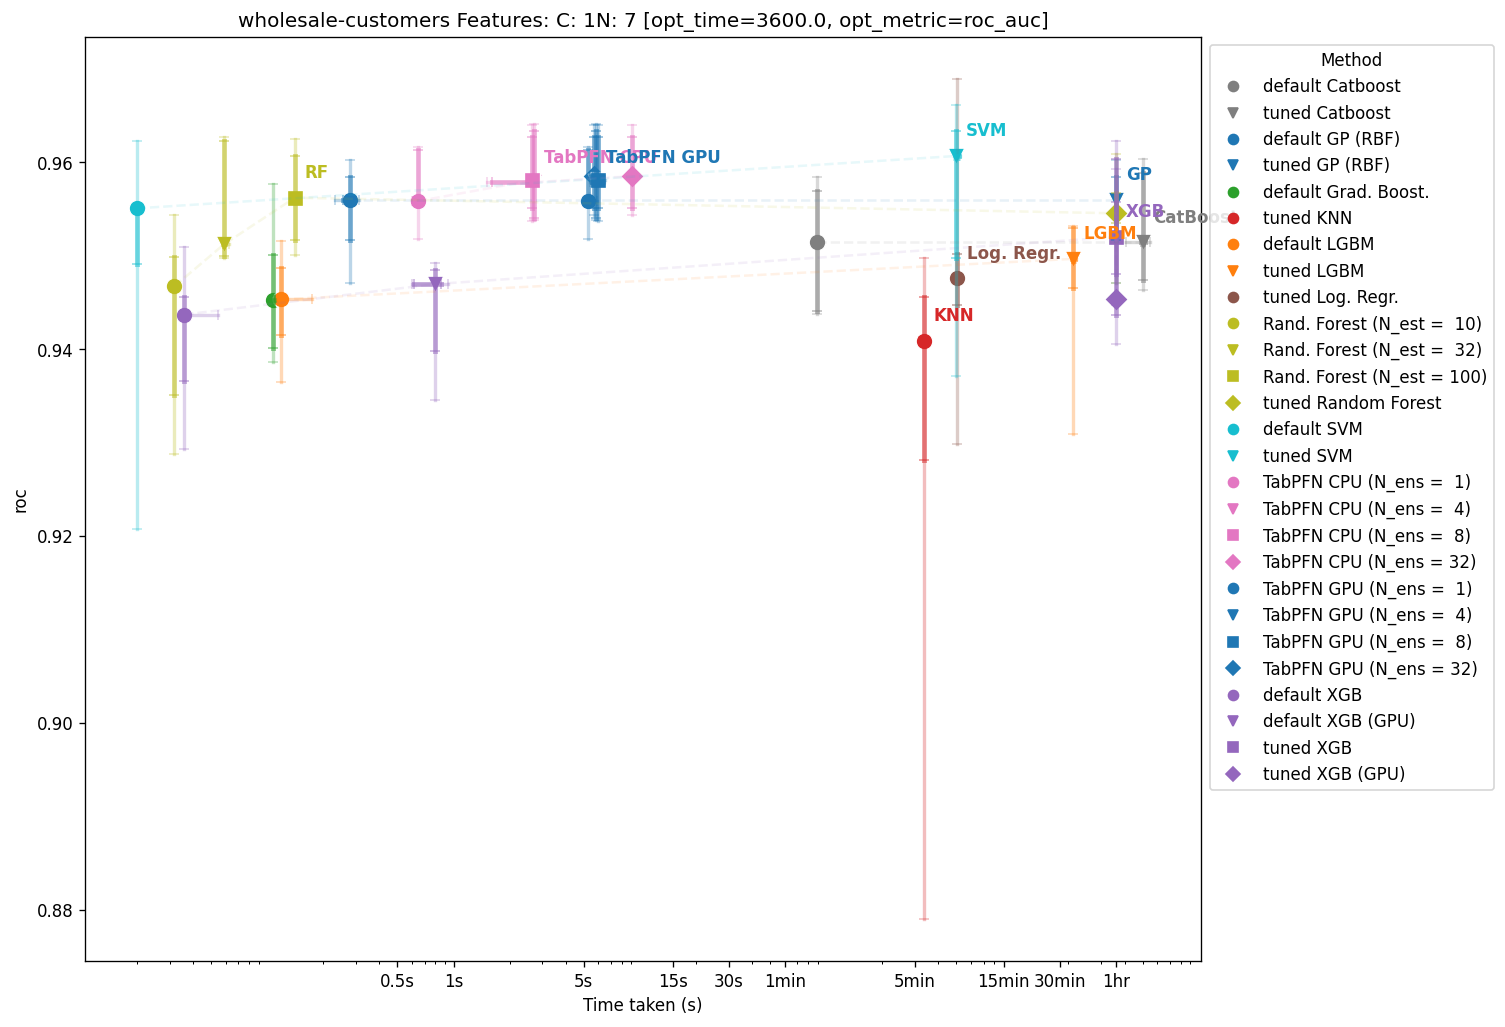 wholesale-customers Features: C: 1N: 7 [opt_time=3600.0, opt_metric=roc_auc]
roc
0.96
0.94
0.92
0.90
0.88
RF
TabPFN CPU
TabPFN GPU
SVM
GP
XGB
CatBoost
LGBM
Log. Regr.
KNN
0.5s 1s 5s 15s 30s 1min 5min 15min 30min 1hr
Time taken (s)
Method
default Catboost
tuned Catboost
default GP (RBF)
tuned GP (RBF)
default Grad. Boost.
tuned KNN
default LGBM
tuned LGBM
tuned Log. Regr.
Rand. Forest (N_est =  10)
Rand. Forest (N_est =  32)
Rand. Forest (N_est = 100)
tuned Random Forest
default SVM
tuned SVM
TabPFN CPU (N_ens =  1)
TabPFN CPU (N_ens =  4)
TabPFN CPU (N_ens =  8)
TabPFN CPU (N_ens = 32)
TabPFN GPU (N_ens =  1)
TabPFN GPU (N_ens =  4)
TabPFN GPU (N_ens =  8)
TabPFN GPU (N_ens = 32)
default XGB
default XGB (GPU)
tuned XGB
tuned XGB (GPU)